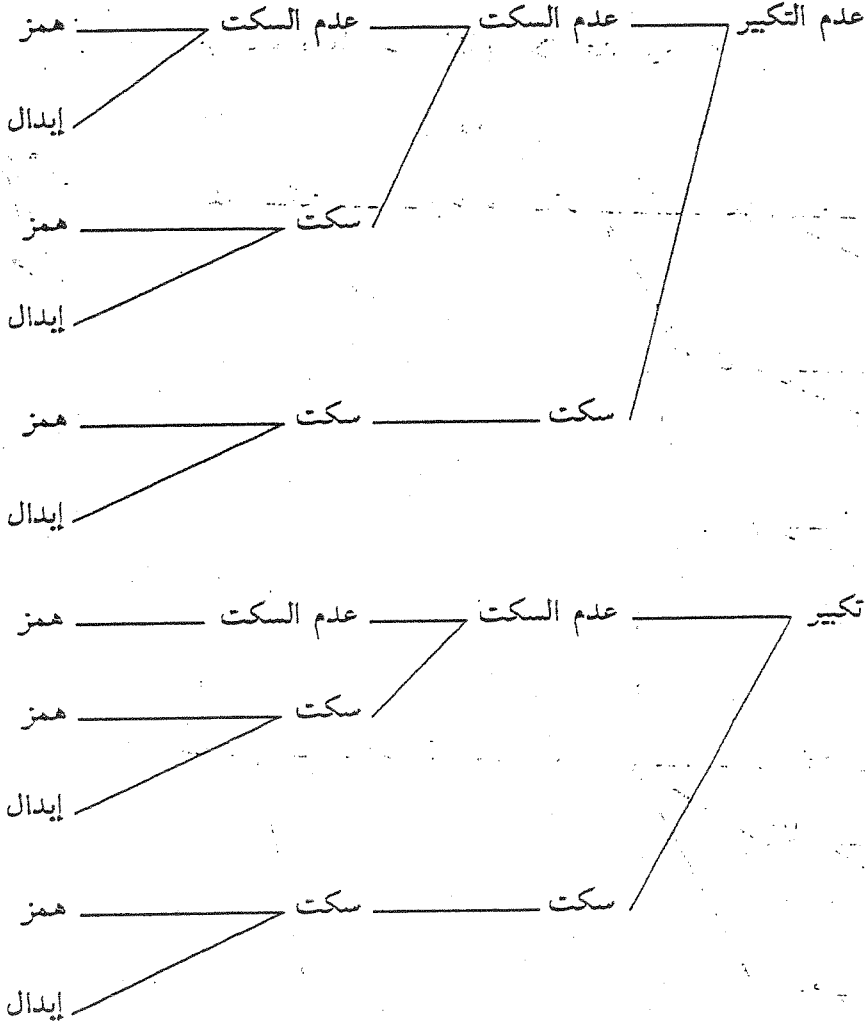 عدم التكبير عدم السكت عدم السكت همز
إبدال
سكت همز
إبدال
سكت سكت همز
إبدال
تكبير عدم السكت عدم السكت همز
سكت همز
إبدال
سكت سكت همز
إبدال